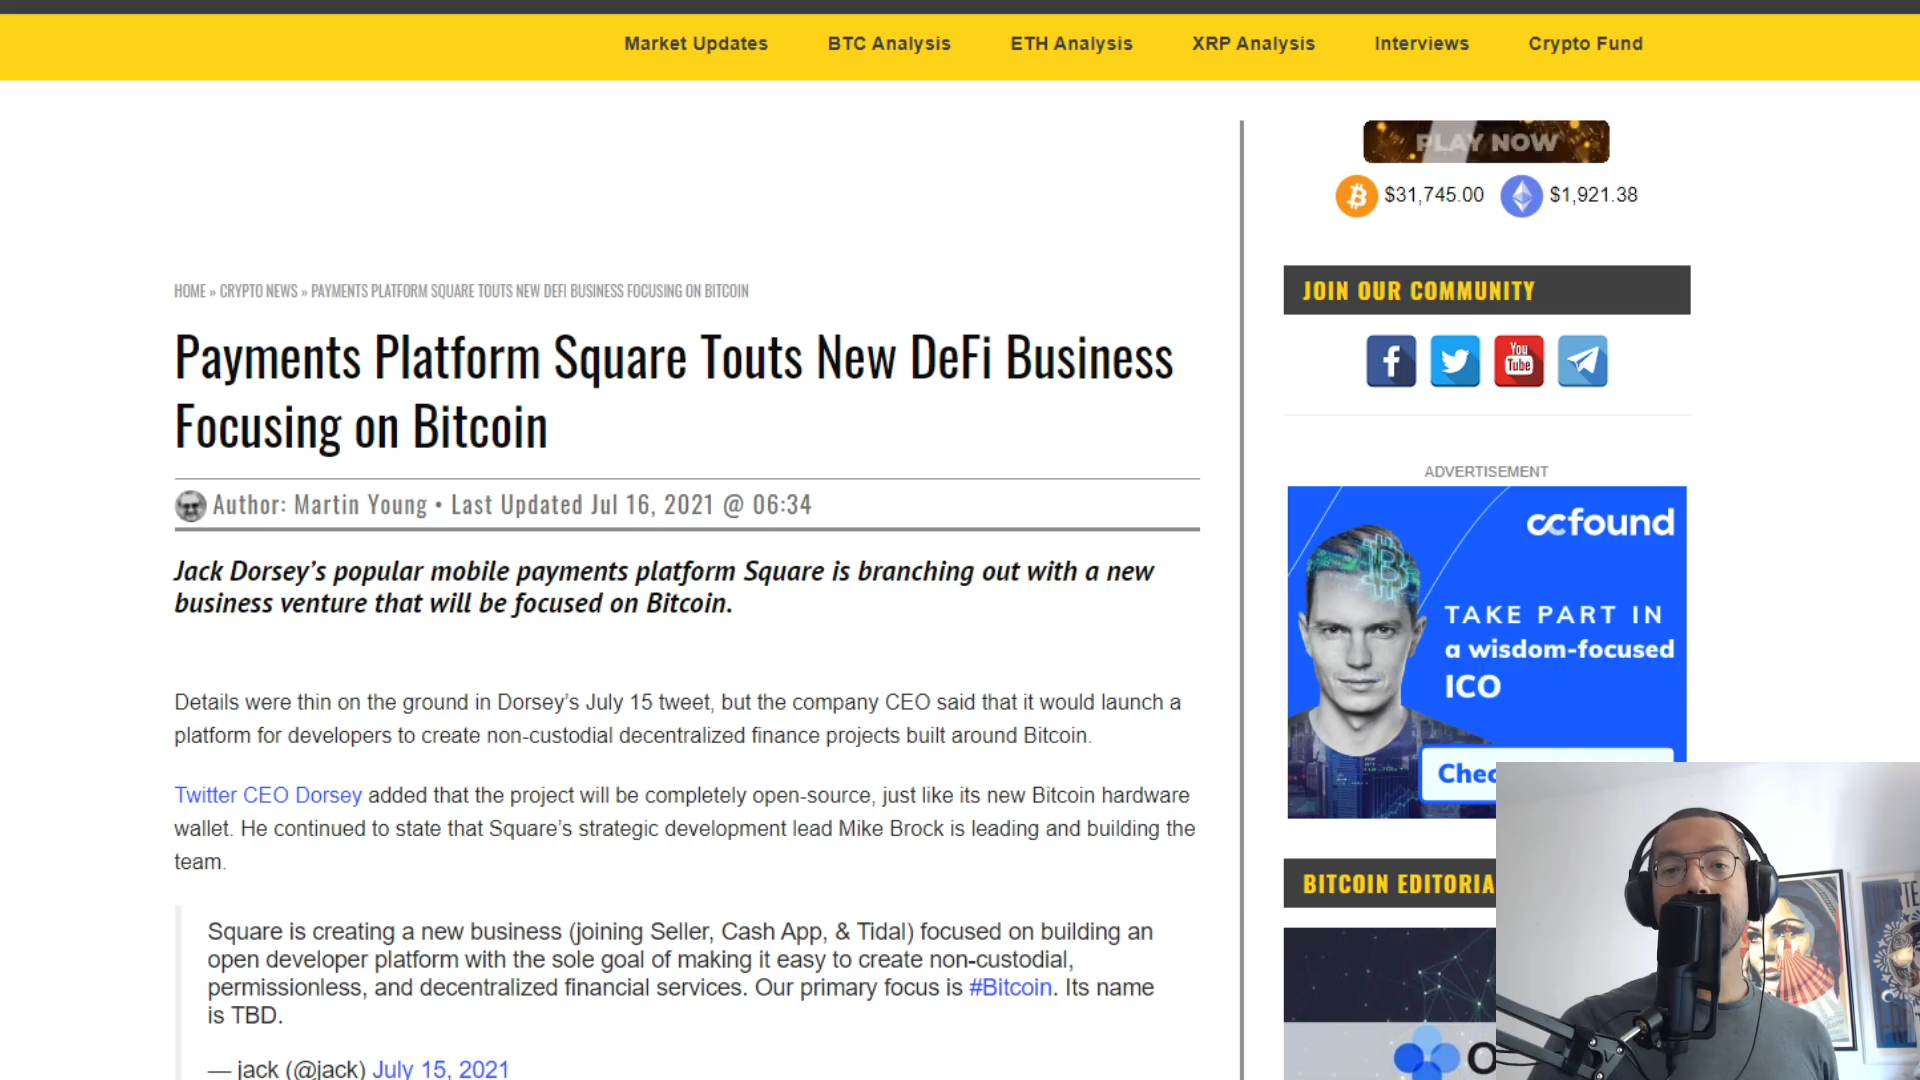 Market Updates BTC Analysis ETH Analysis XRP Analysis Interviews Crypto Fund
PLAY NOW
$31,745.00 $1,921.38
HOME » CRYPTO NEWS » PAYMENTS PLATFORM SQUARE TOUTS NEW DEFI BUSINESS FOCUSING ON BITCOIN
Payments Platform Square Touts New DeFi Business
Focusing on Bitcoin
Author: Martin Young • Last Updated Jul 16, 2021 @ 06:34
Jack Dorsey’s popular mobile payments platform Square is branching out with a new
business venture that will be focused on Bitcoin.
Details were thin on the ground in Dorsey’s July 15 tweet, but the company CEO said that it would launch a
platform for developers to create non-custodial decentralized finance projects built around Bitcoin.
Twitter CEO Dorsey added that the project will be completely open-source, just like its new Bitcoin hardware
wallet. He continued to state that Square’s strategic development lead Mike Brock is leading and building the
team.
Square is creating a new business (joining Seller, Cash App, & Tidal) focused on building an
open developer platform with the sole goal of making it easy to create non-custodial,
permissionless, and decentralized financial services. Our primary focus is #Bitcoin. Its name
is TBD.
— jack (@jack) July 15, 2021
JOIN OUR COMMUNITY
You
Tube
ADVERTISEMENT
ccfound
TAKE PART IN
a wisdom-focused
ICO
Chec
BITCOIN EDITORIA